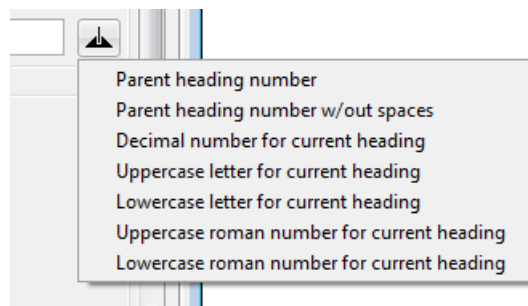 Parent heading number
Parent heading number w/out spaces
Decimal number for current heading
Uppercase letter for current heading
Lowercase letter for current heading
Uppercase roman number for current heading
Lowercase roman number for current heading